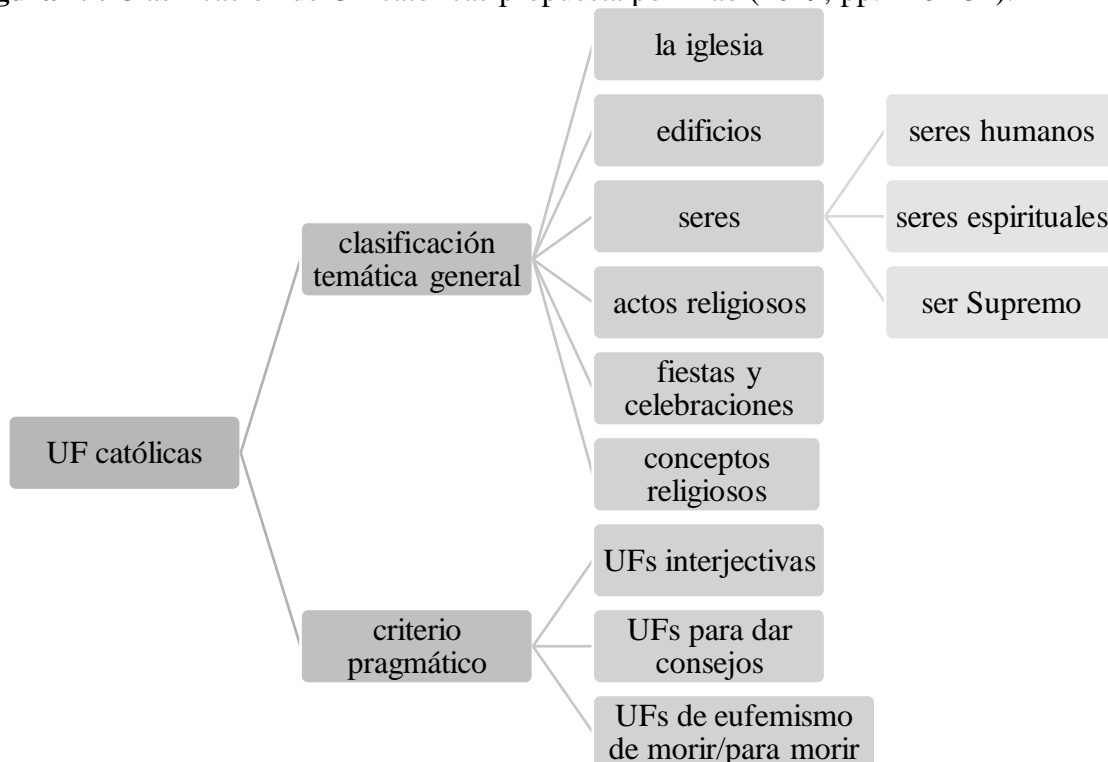 la iglesia
edificios
seres humanos
seres
seres espirituales
clasificación
temática general
actos religiosos
ser Supremo
fiestas y
celebraciones
UF católicas
conceptos
religiosos
UFs interjectivas
criterio
pragmático
UFs para dar
consejos
UFs de eufemismo
de morir/para morir